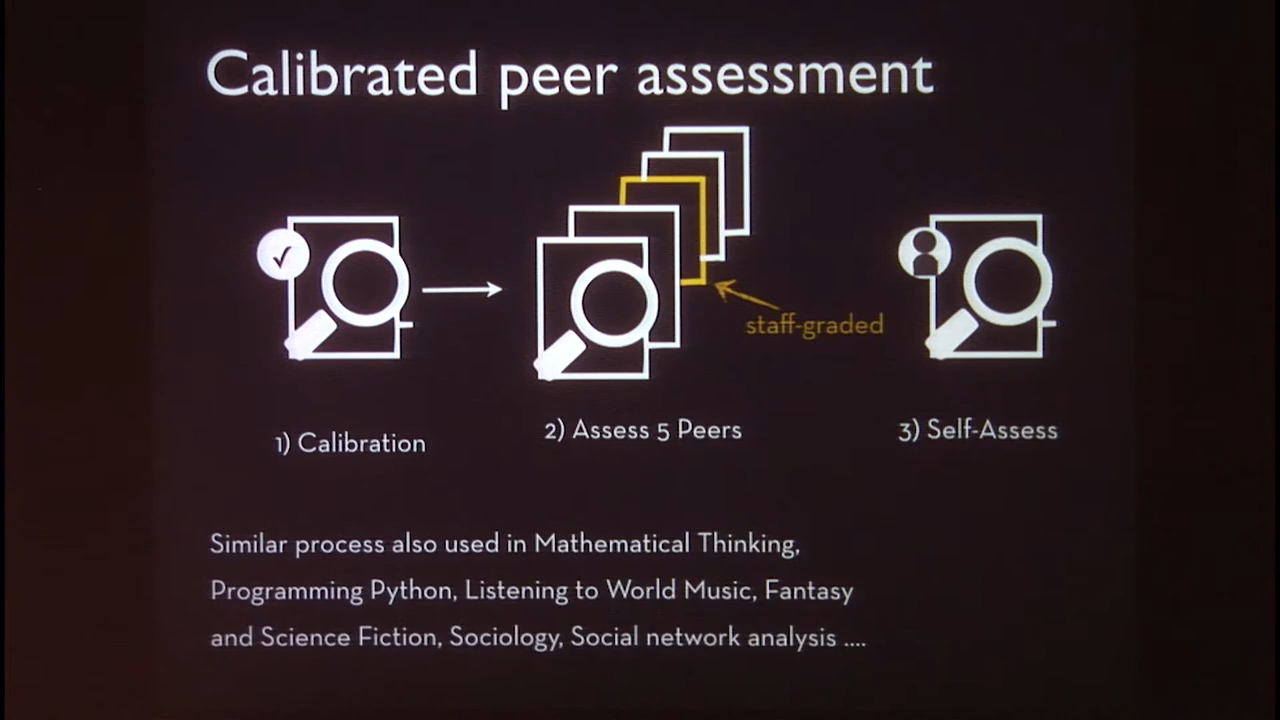 Calibrated peer assessment
staff-graded
1) Calibration
2) Assess 5 Peers
3) Self-Assess
Similar process also used in Mathematical Thinking,
Programming Python, Listening to World Music, Fantasy
and Science Fiction, Sociology, Social network analysis ....